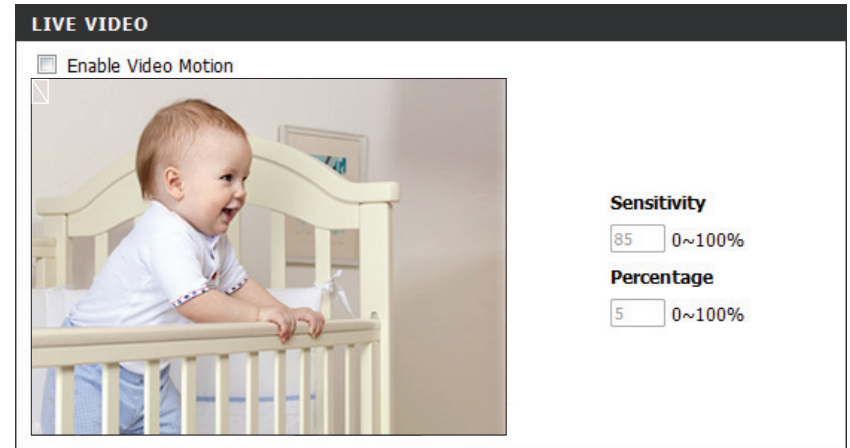 LIVE VIDEO
Enable Video Motion
Sensitivity
85 0~100%
Percentage
5 0~100%